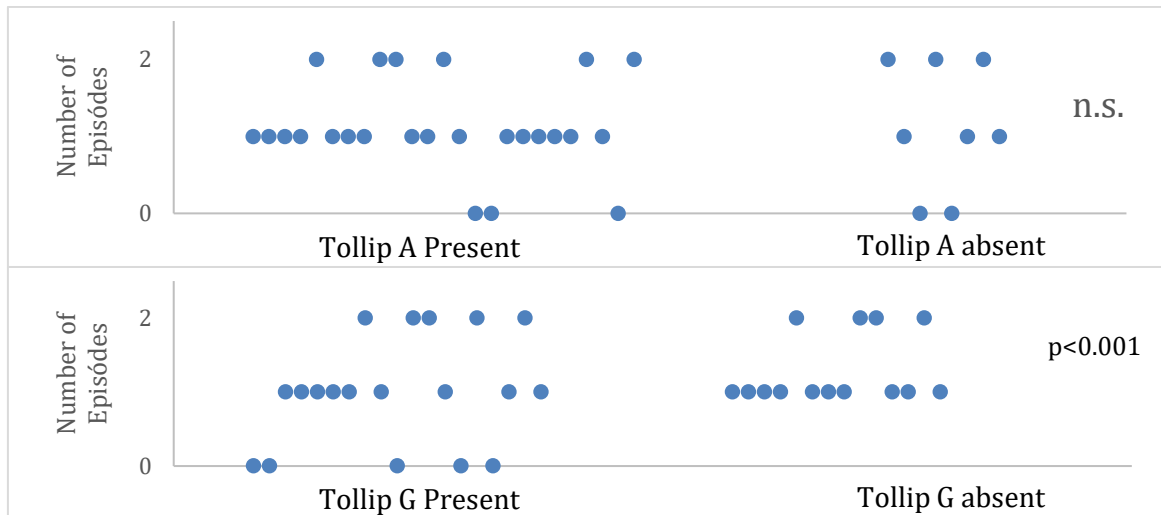 Number of
Episódes
2
0
n.s.
Tollip A Present
Tollip A absent
Number of
Episódes
2
0
p<0.001
Tollip G Present
Tollip G absent